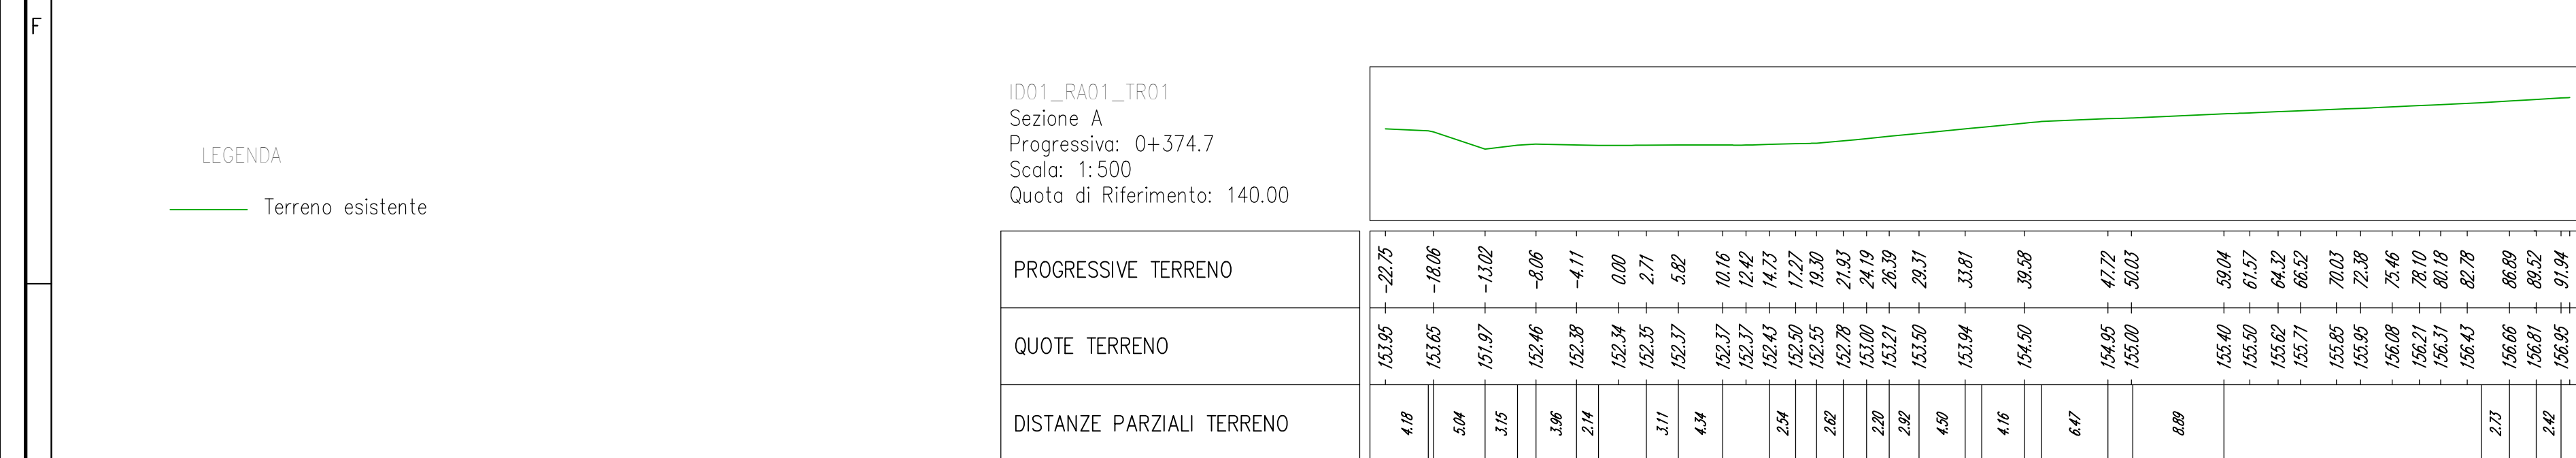 F
LEGENDA
Terreno esistente
ID01_RA01_TR01
Sezione A
Progressiva: 0+374.7
Scala: 1:500
Quota di Riferimento: 140.00
PROGRESSIVE TERRENO -22.75 -18.06 -13.02 -8.06 -4.11 0.00 2.71 5.82 10.16 12.42 14.73 17.27 19.30 21.93 24.19 26.39 29.31 33.81 39.58 47.72 50.03 59.04 61.57 64.32 66.52 70.03 72.38 75.46 78.10 80.18 82.78 86.89 89.52 91.94
QUOTE TERRENO 153.95 153.65 151.97 152.46 152.38 152.34 152.35 152.37 152.37 152.37 152.43 152.50 152.55 152.78 153.00 153.21 153.50 153.94 154.50 154.95 155.00 155.40 155.50 155.62 155.71 155.85 155.95 156.08 156.21 156.31 156.43 156.66 156.81 156.95
DISTANZE PARZIALI TERRENO 4.18 5.04 3.15 3.96 2.14 3.11 4.34 2.54 2.62 2.20 2.92 4.50 4.16 6.47 8.89 2.73 2.42